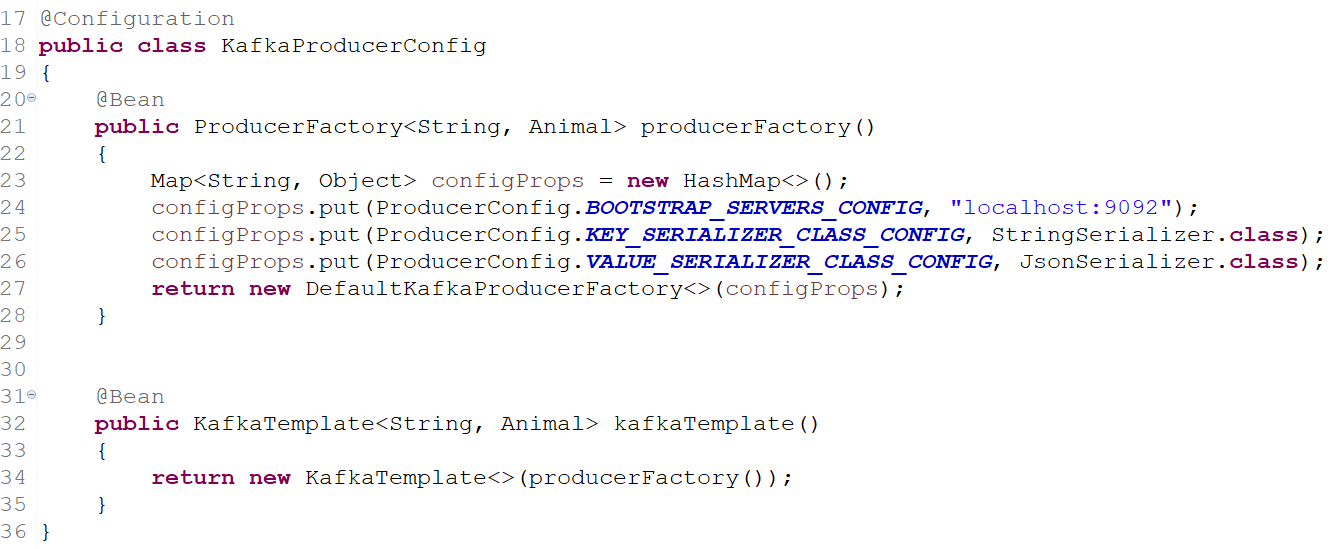 17 @Configuration
18 public class KafkaProducerConfig
19 {
20 @Bean
21 public ProducerFactory<String, Animal> producerFactory()
22 {
23 Map<String, Object> configProps = new HashMap<>();
24 configProps.put(ProducerConfig.BOOTSTRAP_SERVERS_CONFIG, "localhost:9092");
25 configProps.put(ProducerConfig.KEY_SERIALIZER_CLASS_CONFIG, StringSerializer.class);
26 configProps.put(ProducerConfig.VALUE_SERIALIZER_CLASS_CONFIG, JsonSerializer.class);
27 return new DefaultKafkaProducerFactory<>(configProps);
28 }
29
30
31 @Bean
32 public KafkaTemplate<String, Animal> kafkaTemplate()
33 {
34 return new KafkaTemplate<>(producerFactory());
35 }
36 }